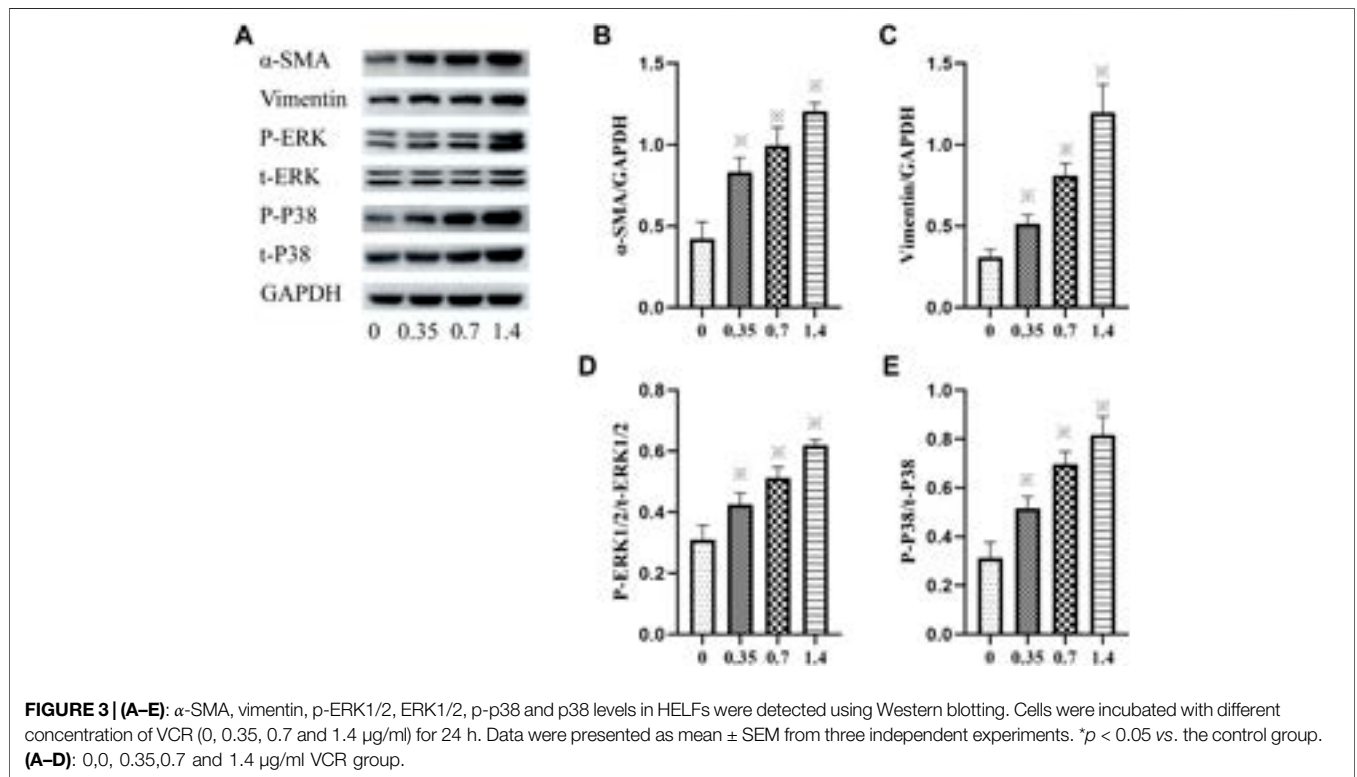 A
α-SMA
Vimentin
P-ERK
t-ERK
P-P38
t-P38
GAPDH
0 0.35 0.7 1.4
B
α-SMA/GAPDH
1.5
1.0
0.5
0.0
※ ※ ※
0 0.35 0.7 1.4
C
Vimentin/GAPDH
1.5
1.0
0.5
0.0
※ ※ ※
0 0.35 0.7 1.4
D
P-ERK1/2/t-ERK1/2
0.8
0.6
0.4
0.2
0.0
※ ※ ※
0 0.35 0.7 1.4
E
P-P38/t-P38
1.0
0.8
0.6
0.4
0.2
0.0
※ ※ ※
0 0.35 0.7 1.4
FIGURE 3 | (A–E): α-SMA, vimentin, p-ERK1/2, ERK1/2, p-p38 and p38 levels in HELFs were detected using Western blotting. Cells were incubated with different
concentration of VCR (0, 0.35, 0.7 and 1.4 μg/ml) for 24 h. Data were presented as mean ± SEM from three independent experiments. *p < 0.05 vs. the control group.
(A–D): 0,0, 0.35,0.7 and 1.4 μg/ml VCR group.